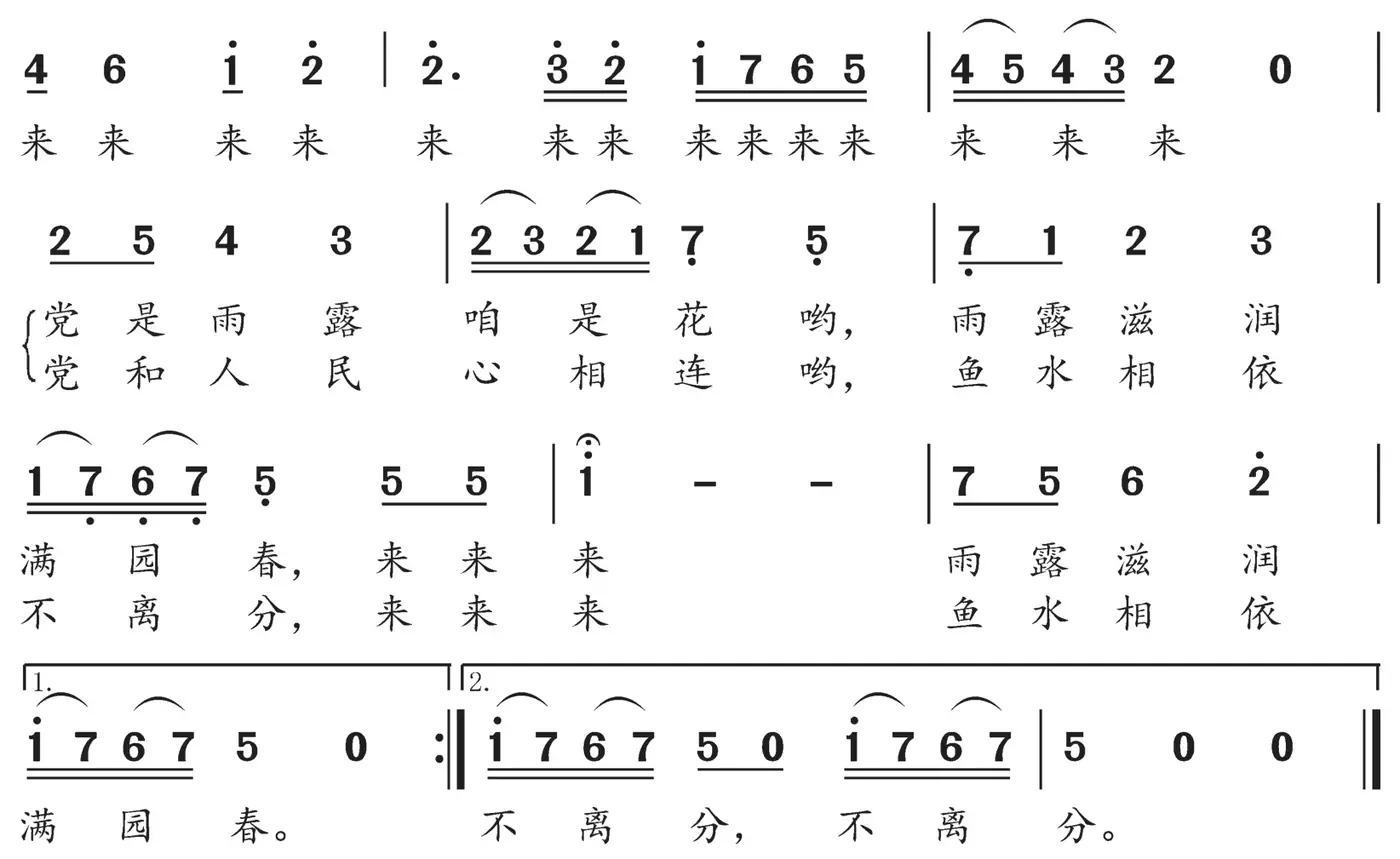 4 6 1 2 | 2. 3 2 1 7 6 5 | 4 5 4 3 2 0 |
来 来 来 来 来 来 来 来 来 来 来 来 来 来
2 5 4 3 | 2 3 2 1 7 5 | 7 1 2 3 |
党 是 雨 露 咱 是 花 哟, 雨 露 滋 润
党 和 人 民 心 相 连 哟, 鱼 水 相 依
1 7 6 7 5 5 5 | 1 – – | 7 5 6 2 |
满 园 春, 来 来 来 雨 露 滋 润
不 离 分, 来 来 来 鱼 水 相 依
1. 2.
1 7 6 7 5 0 :| 1 7 6 7 5 0 1 7 6 7 | 5 0 0 |
满 园 春。 不 离 分, 不 离 分。